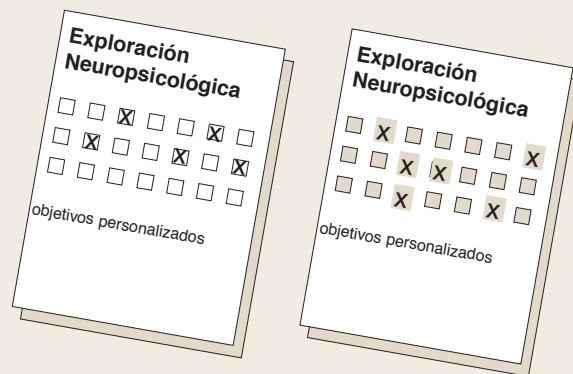 Exploración
Neuropsicológica
X X
X X X
objetivos personalizados
Exploración
Neuropsicológica
X X
X X
X X
objetivos personalizados